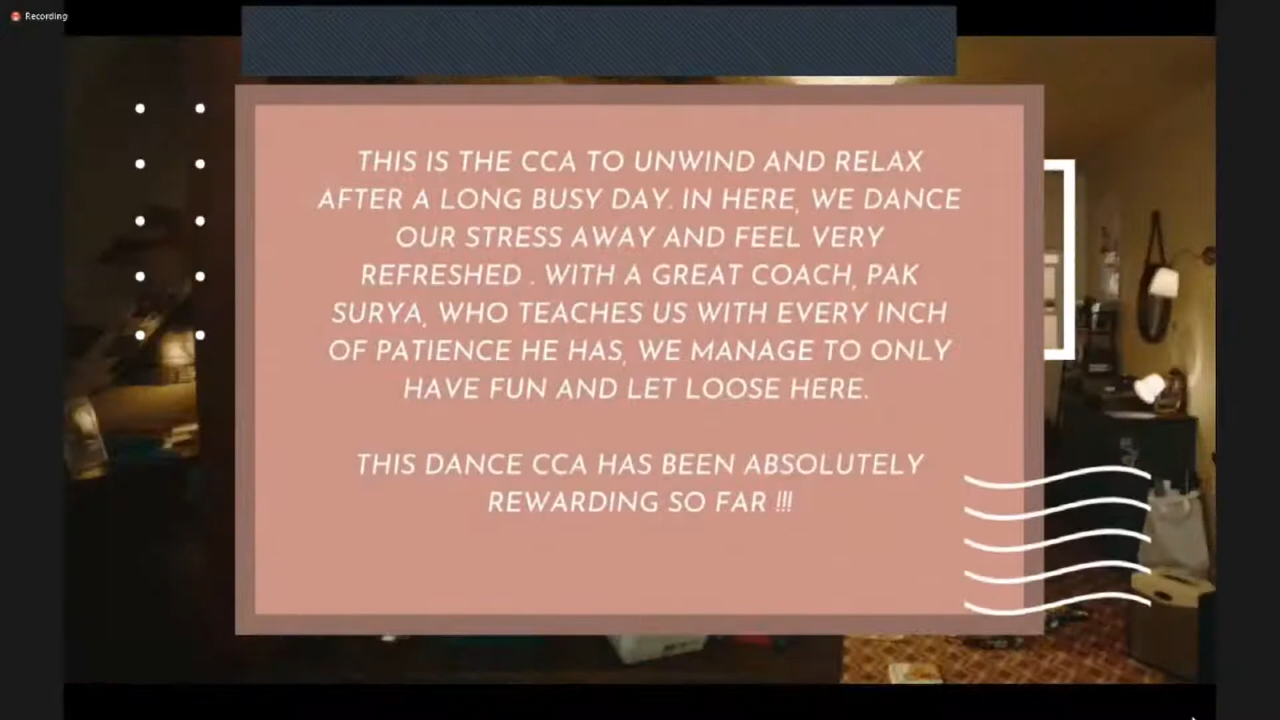 Recording
THIS IS THE CCA TO UNWIND AND RELAX
AFTER A LONG BUSY DAY. IN HERE, WE DANCE
OUR STRESS AWAY AND FEEL VERY
REFRESHED . WITH A GREAT COACH, PAK
SURYA, WHO TEACHES US WITH EVERY INCH
OF PATIENCE HE HAS, WE MANAGE TO ONLY
HAVE FUN AND LET LOOSE HERE.
THIS DANCE CCA HAS BEEN ABSOLUTELY
REWARDING SO FAR !!!